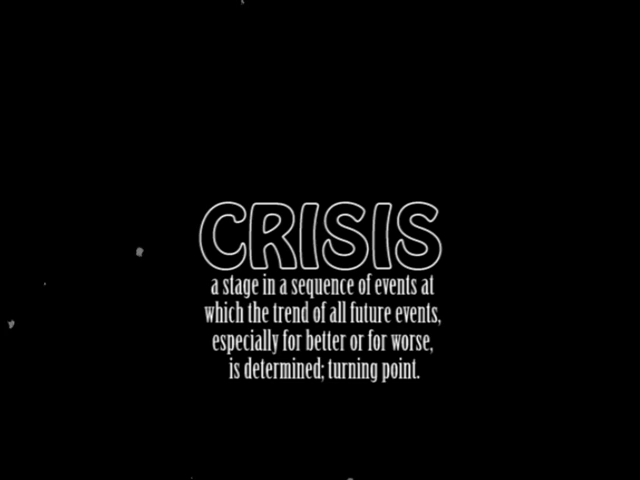 CRISIS
a stage in a sequence of events at
which the trend of all future events,
especially for better or for worse,
is determined; turning point.